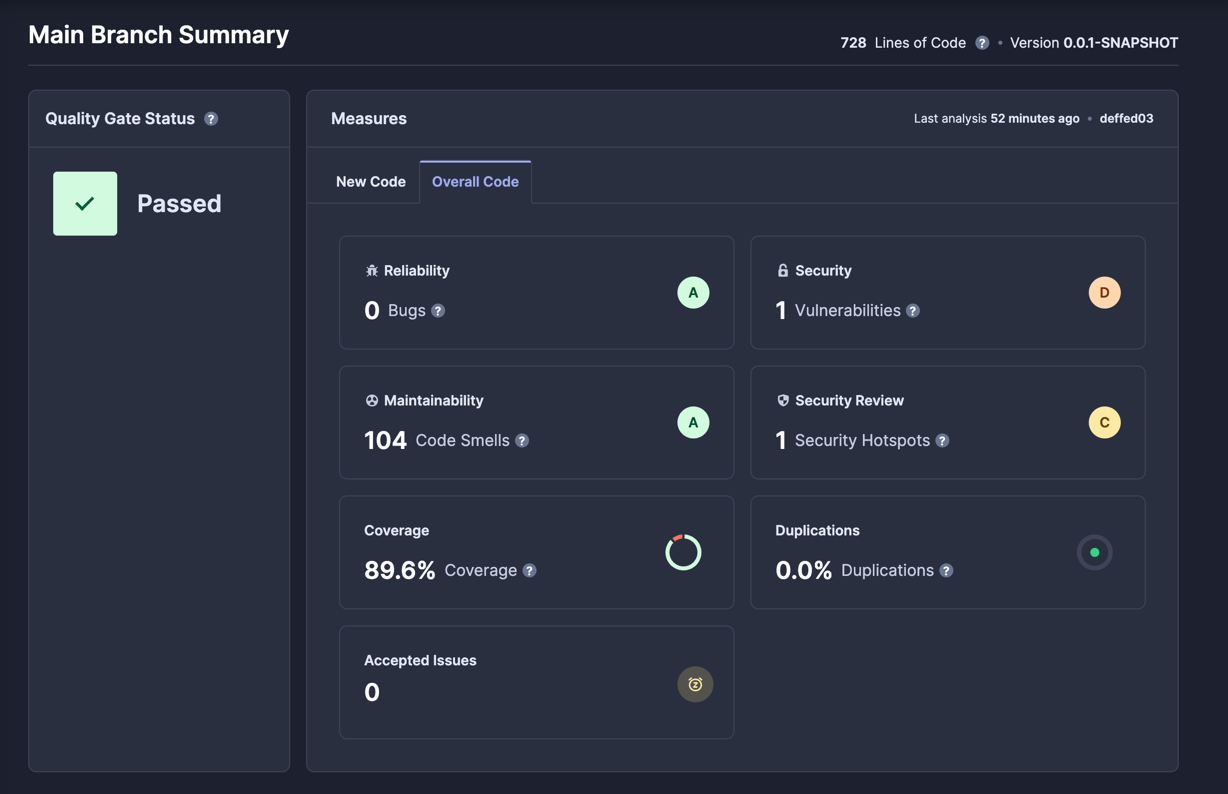 Main Branch Summary
728 Lines of Code ? • Version 0.0.1-SNAPSHOT
Quality Gate Status ?
Passed
Measures
Last analysis 52 minutes ago • deffed03
New Code
Overall Code
Reliability
0 Bugs ?
A
Security
1 Vulnerabilities ?
D
Maintainability
104 Code Smells ?
A
Security Review
1 Security Hotspots ?
C
Coverage
89.6% Coverage ?
Duplications
0.0% Duplications ?
Accepted Issues
0
z